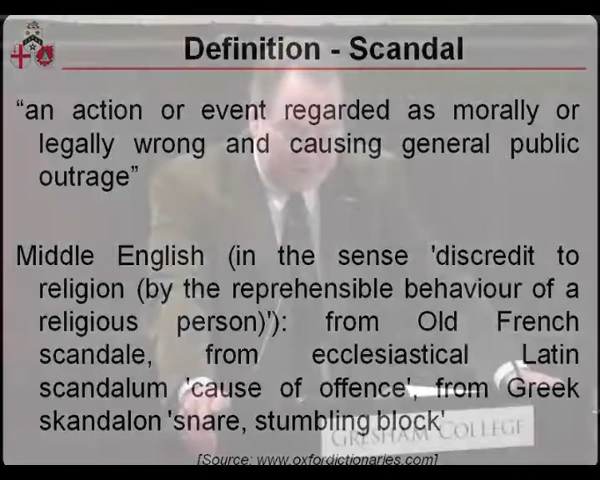 Definition - Scandal
“an action or event regarded as morally or
legally wrong and causing general public
outrage”
Middle English (in the sense 'discredit to
religion (by the reprehensible behaviour of a
religious person)'): from Old French
scandale, from ecclesiastical Latin
scandalum 'cause of offence', from Greek
skandalon 'snare, stumbling block'
GRESHAM COLLEGE
[Source: www.oxfordictionaries.com]